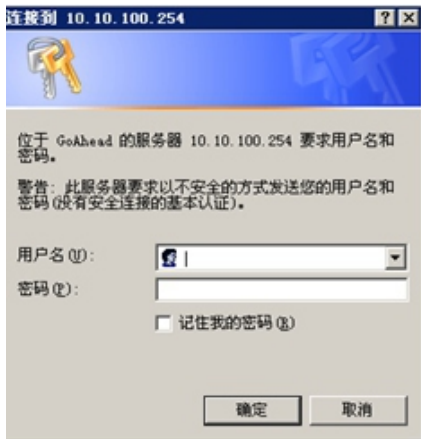 连接到 10.10.100.254
位于 GoAhead 的服务器 10.10.100.254 要求用户名和
密码。
警告: 此服务器要求以不安全的方式发送您的用户名和
密码(没有安全连接的基本认证)。
用户名(U):
密码(P):
记住我的密码(R)
确定
取消